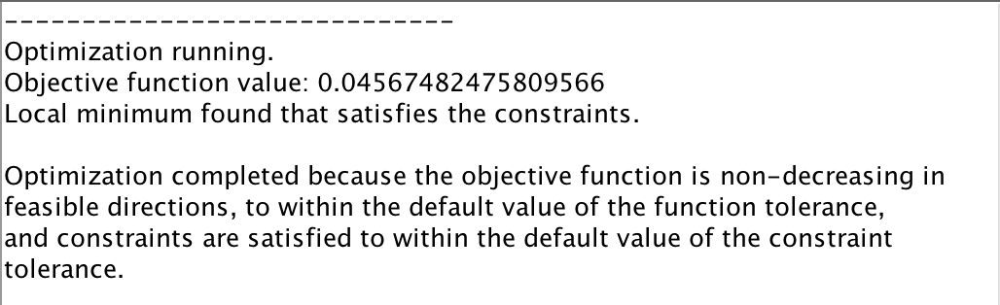 -----------------------------
Optimization running.
Objective function value: 0.04567482475809566
Local minimum found that satisfies the constraints.
Optimization completed because the objective function is non-decreasing in
feasible directions, to within the default value of the function tolerance,
and constraints are satisfied to within the default value of the constraint
tolerance.